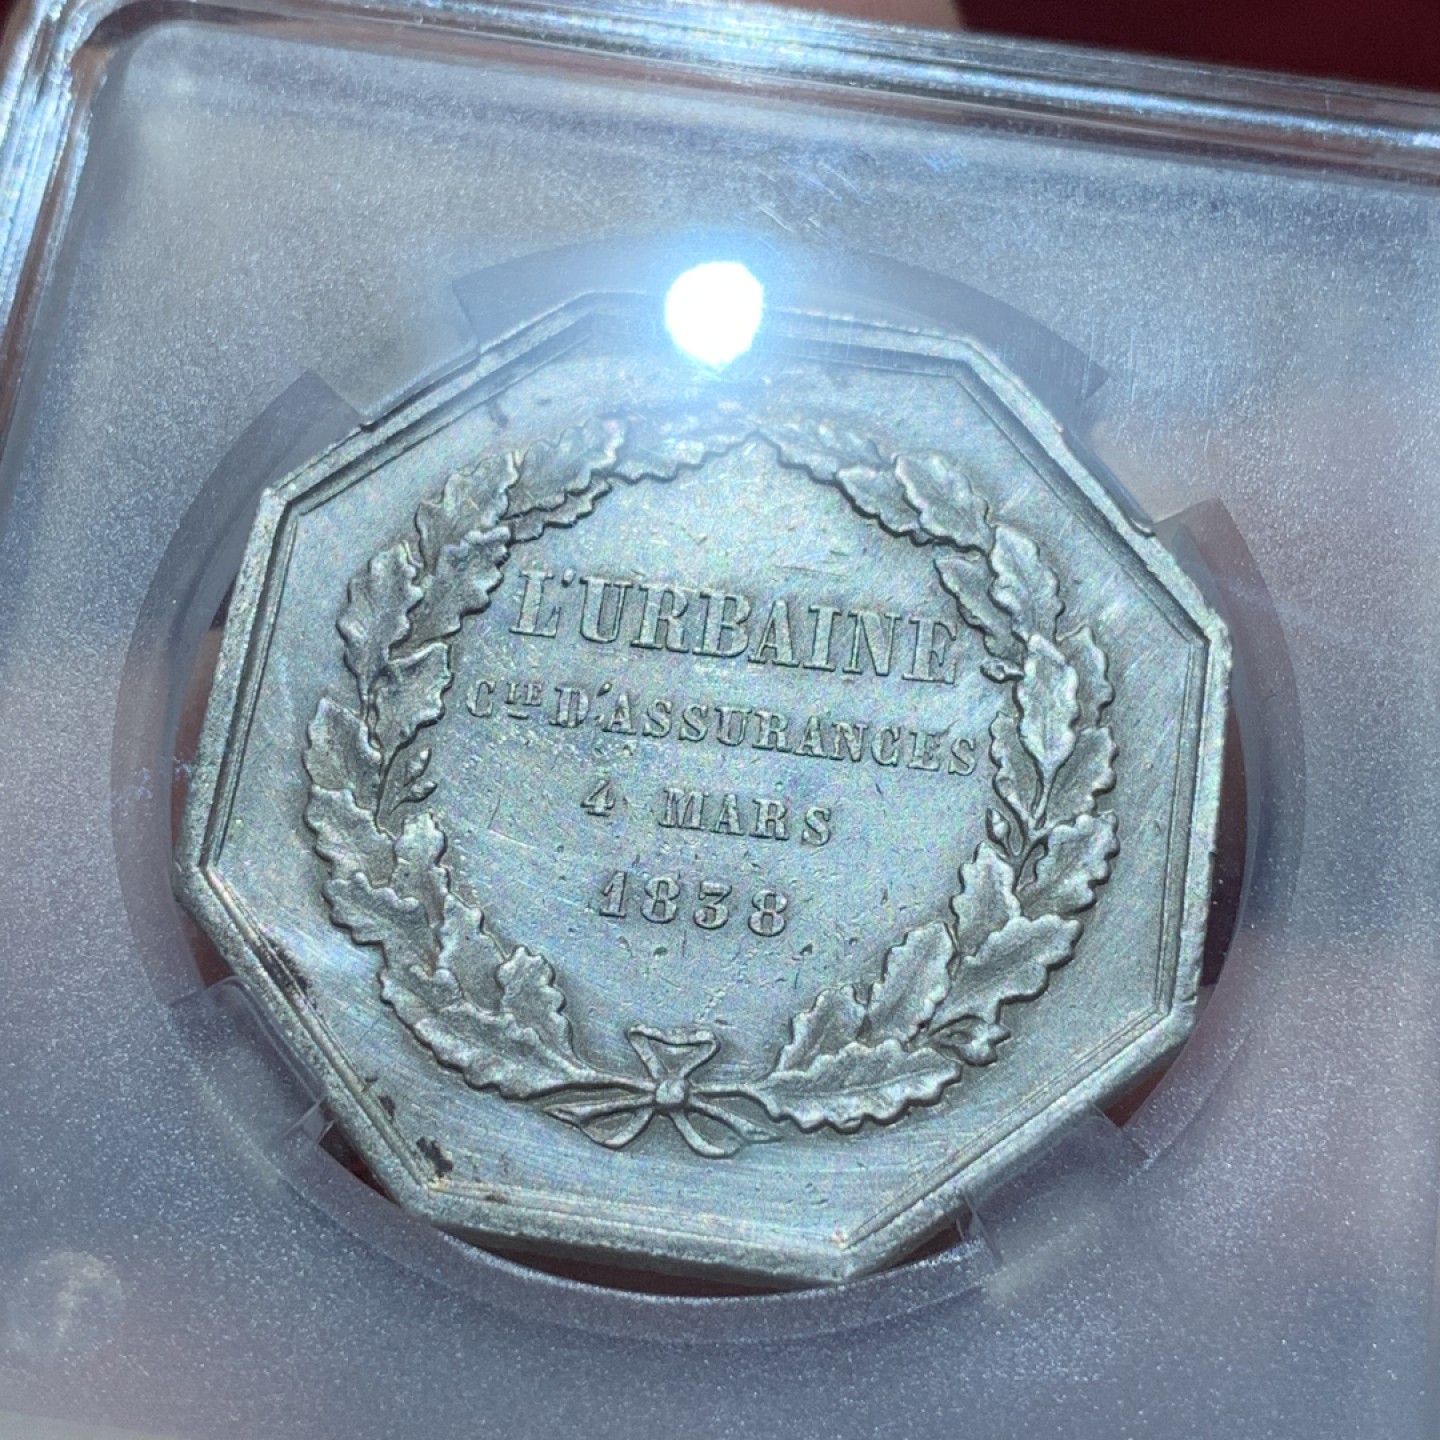 L'URBAINE
CIE D'ASSURANCES
4 MARS
1838